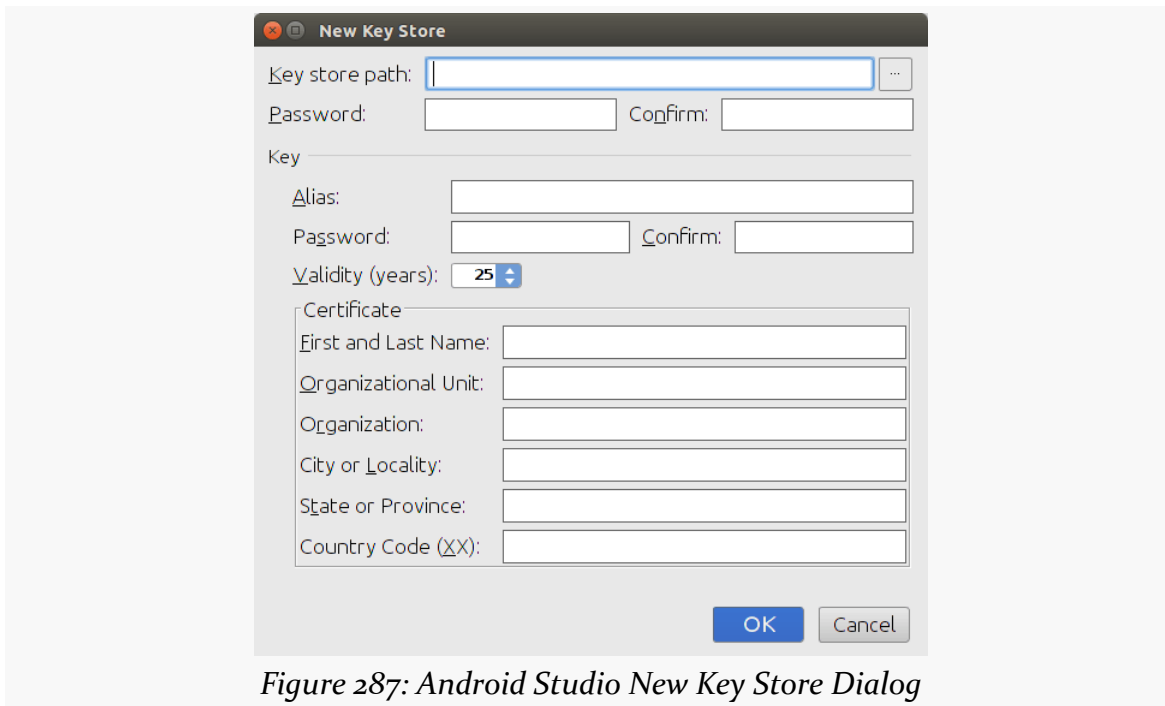 New Key Store
Key store path: ...
Password: Confirm:
Key
Alias:
Password: Confirm:
Validity (years): 25
Certificate
First and Last Name:
Organizational Unit:
Organization:
City or Locality:
State or Province:
Country Code (XX):
OK Cancel
Figure 287: Android Studio New Key Store Dialog